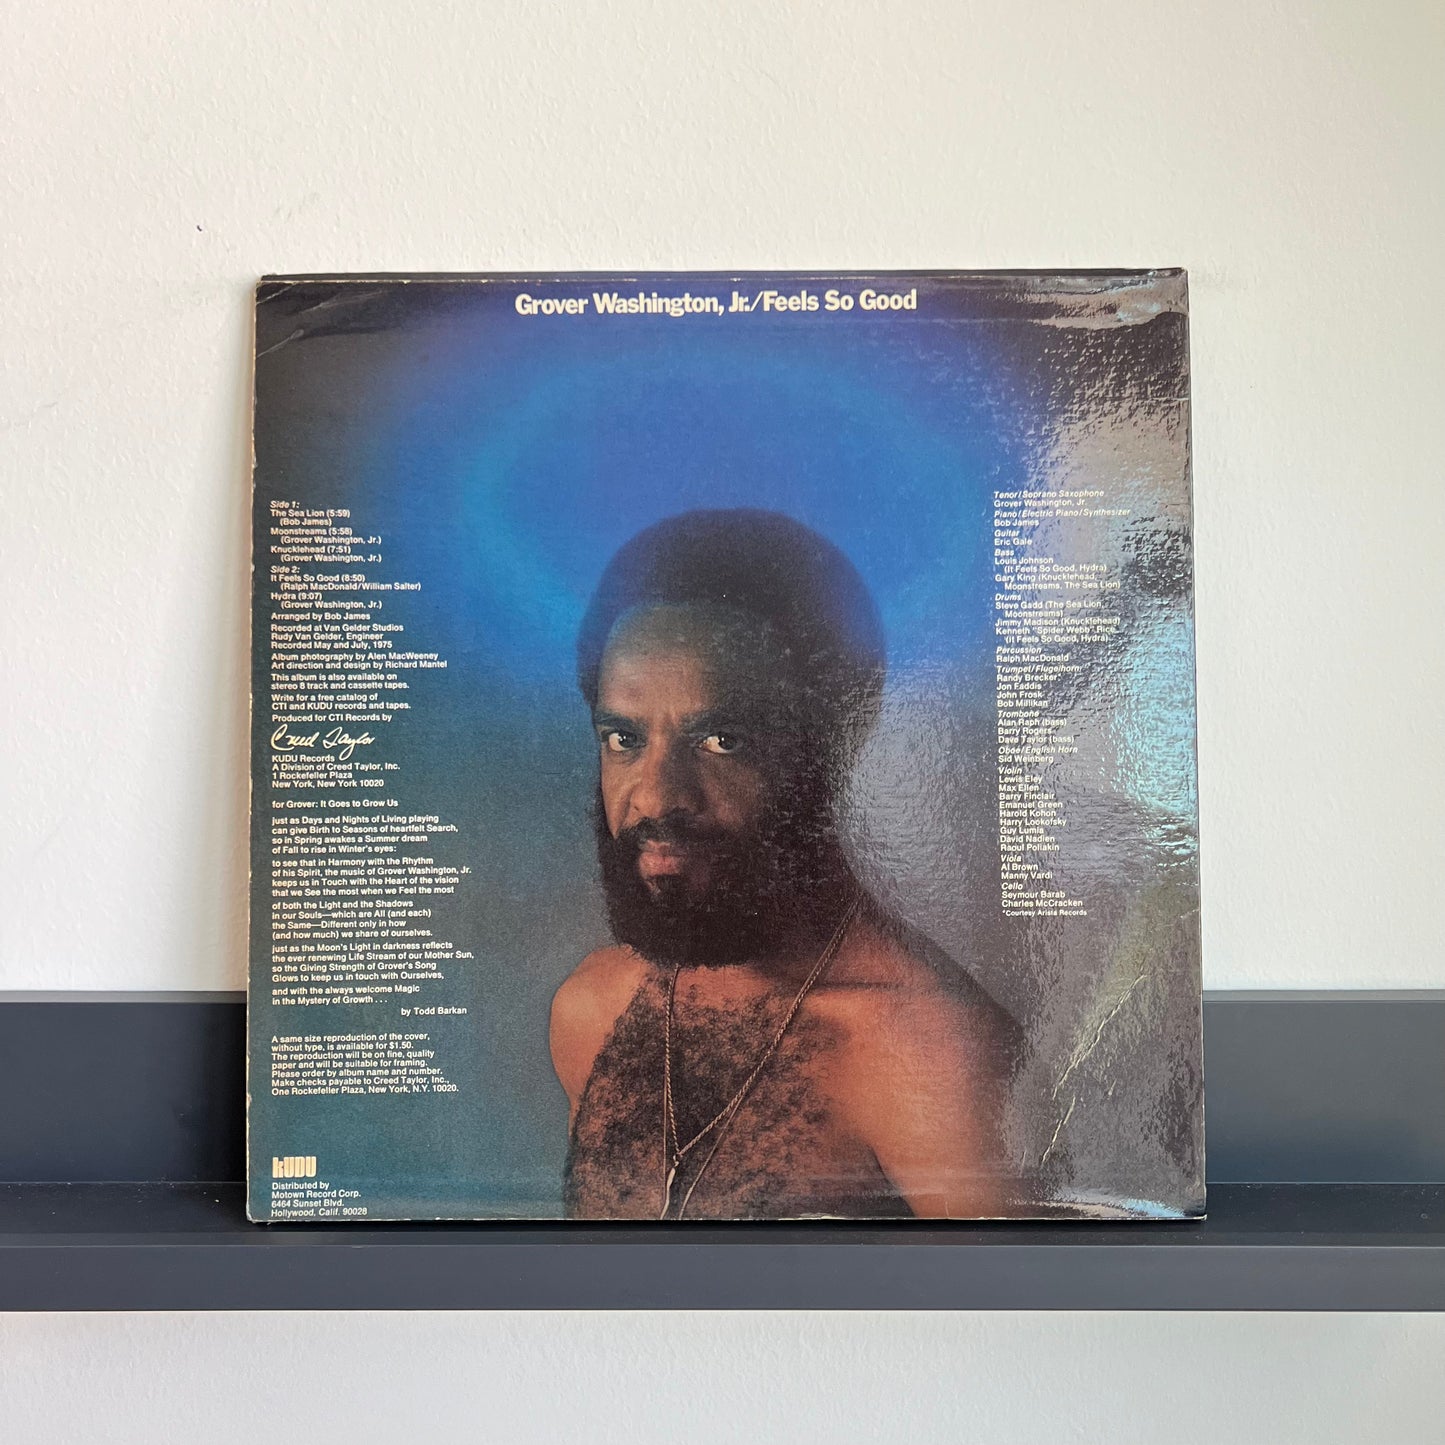 Grover Washington, Jr./Feels So Good
Side 1:
The Sea Lion (5:59)
(Bob James)
Moonstreams (5:58)
(Grover Washington, Jr.)
Knucklehead (7:51)
(Grover Washington, Jr.)
Side 2:
It Feels So Good (8:50)
(Ralph MacDonald/William Salter)
Hydra (9:07)
(Grover Washington, Jr.)
Arranged by Bob James
Recorded at Van Gelder Studios
Rudy Van Gelder, Engineer
Recorded May and July, 1975
Album photography by Alen MacWeeney
Art direction and design by Richard Mantel
This album is also available on
stereo 8 track and cassette tapes.
Write for a free catalog of
CTI and KUDU records and tapes.
Produced for CTI Records by
Creed Taylor
KUDU Records
A Division of Creed Taylor, Inc.
1 Rockefeller Plaza
New York, New York 10020
for Grover: It Goes to Grow Us
just as Days and Nights of Living playing
can give Birth to Seasons of heartfelt Search,
so in Spring awakes a Summer dream
of Fall to rise in Winter's eyes:
to see that in Harmony with the Rhythm
of his Spirit, the music of Grover Washington, Jr.
keeps us in Touch with the Heart of the vision
that we See the most when we Feel the most
of both the Light and the Shadows
in our Souls—which are All (and each)
the Same—Different only in how
(and how much) we share of ourselves.
just as the Moon's Light in darkness reflects
the ever renewing Life Stream of our Mother Sun,
so the Giving Strength of Grover's Song
Glows to keep us in touch with Ourselves,
and with the always welcome Magic
in the Mystery of Growth . . .
by Todd Barkan
A same size reproduction of the cover,
without type, is available for $1.50.
The reproduction will be on fine, quality
paper and will be suitable for framing.
Please order by album name and number.
Make checks payable to Creed Taylor, Inc.,
One Rockefeller Plaza, New York, N.Y. 10020.
KUDU
Distributed by
Motown Record Corp.
6464 Sunset Blvd.
Hollywood, Calif. 90028
Tenor/Soprano Saxophone
Grover Washington, Jr.
Piano/Electric Piano/Synthesizer
Bob James
Guitar
Eric Gale
Bass
Louis Johnson
(It Feels So Good, Hydra)
Gary King (Knucklehead,
Moonstreams, The Sea Lion)
Drums
Steve Gadd (The Sea Lion,
Moonstreams)
Jimmy Madison (Knucklehead)
Kenneth "Spider Webb" Rice
(It Feels So Good, Hydra)
Percussion
Ralph MacDonald
Trumpet/Flugelhorn
Randy Brecker*
Jon Faddis
John Frosk
Bob Millikan
Trombone
Alan Raph (bass)
Barry Rogers
Dave Taylor (bass)
Oboe/English Horn
Sid Weinberg
Violin
Lewis Eley
Max Ellen
Barry Finclair
Emanuel Green
Harold Kohon
Harry Lookofsky
Guy Lumia
David Nadien
Raoul Poliakin
Viola
Al Brown
Manny Vardi
Cello
Seymour Barab
Charles McCracken
*Courtesy Arista Records